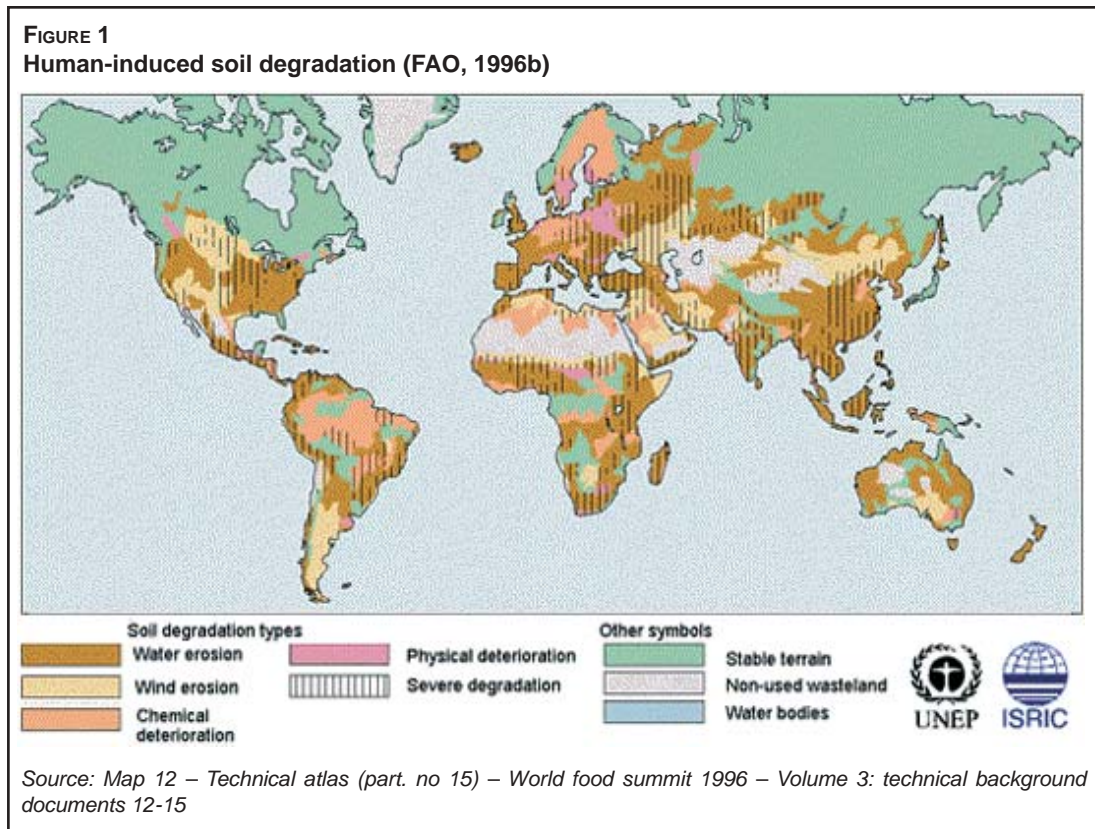 FIGURE 1
Human-induced soil degradation (FAO, 1996b)
Soil degradation types
Water erosion
Wind erosion
Chemical
deterioration
Physical deterioration
Severe degradation
Other symbols
Stable terrain
Non-used wasteland
Water bodies
UNEP
ISRIC
Source: Map 12 – Technical atlas (part. no 15) – World food summit 1996 – Volume 3: technical background
documents 12-15